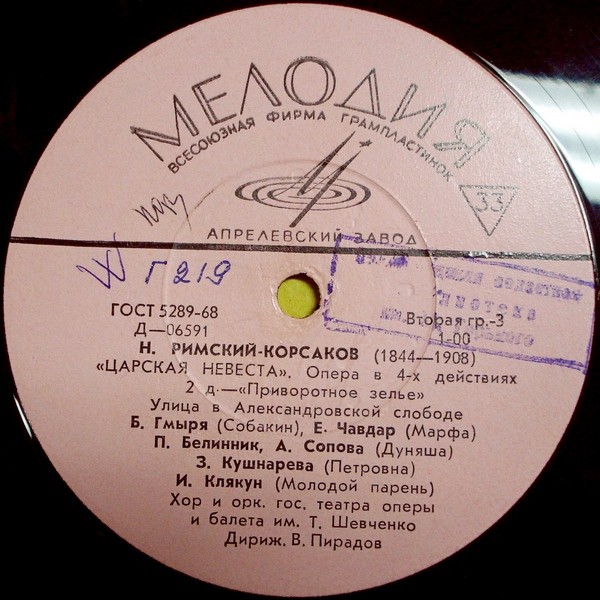 МЕЛОДИЯ
ВСЕСОЮЗНАЯ ФИРМА ГРАМПЛАСТИНОК
33
АПРЕЛЕВСКИЙ ЗАВОД
Г 219
ГОСТ 5289-68
Вторая гр.-3
Д—06591
1-00
Н. РИМСКИЙ-КОРСАКОВ (1844—1908)
«ЦАРСКАЯ НЕВЕСТА». Опера в 4-х действиях
2 д.—«Приворотное зелье»
Улица в Александровской слободе
Б. Гмыря (Собакин), Е. Чавдар (Марфа)
П. Белинник, А. Сопова (Дуняша)
З. Кушнарева (Петровна)
И. Клякун (Молодой парень)
Хор и орк. гос. театра оперы
и балета им. Т. Шевченко
Дириж. В. Пирадов